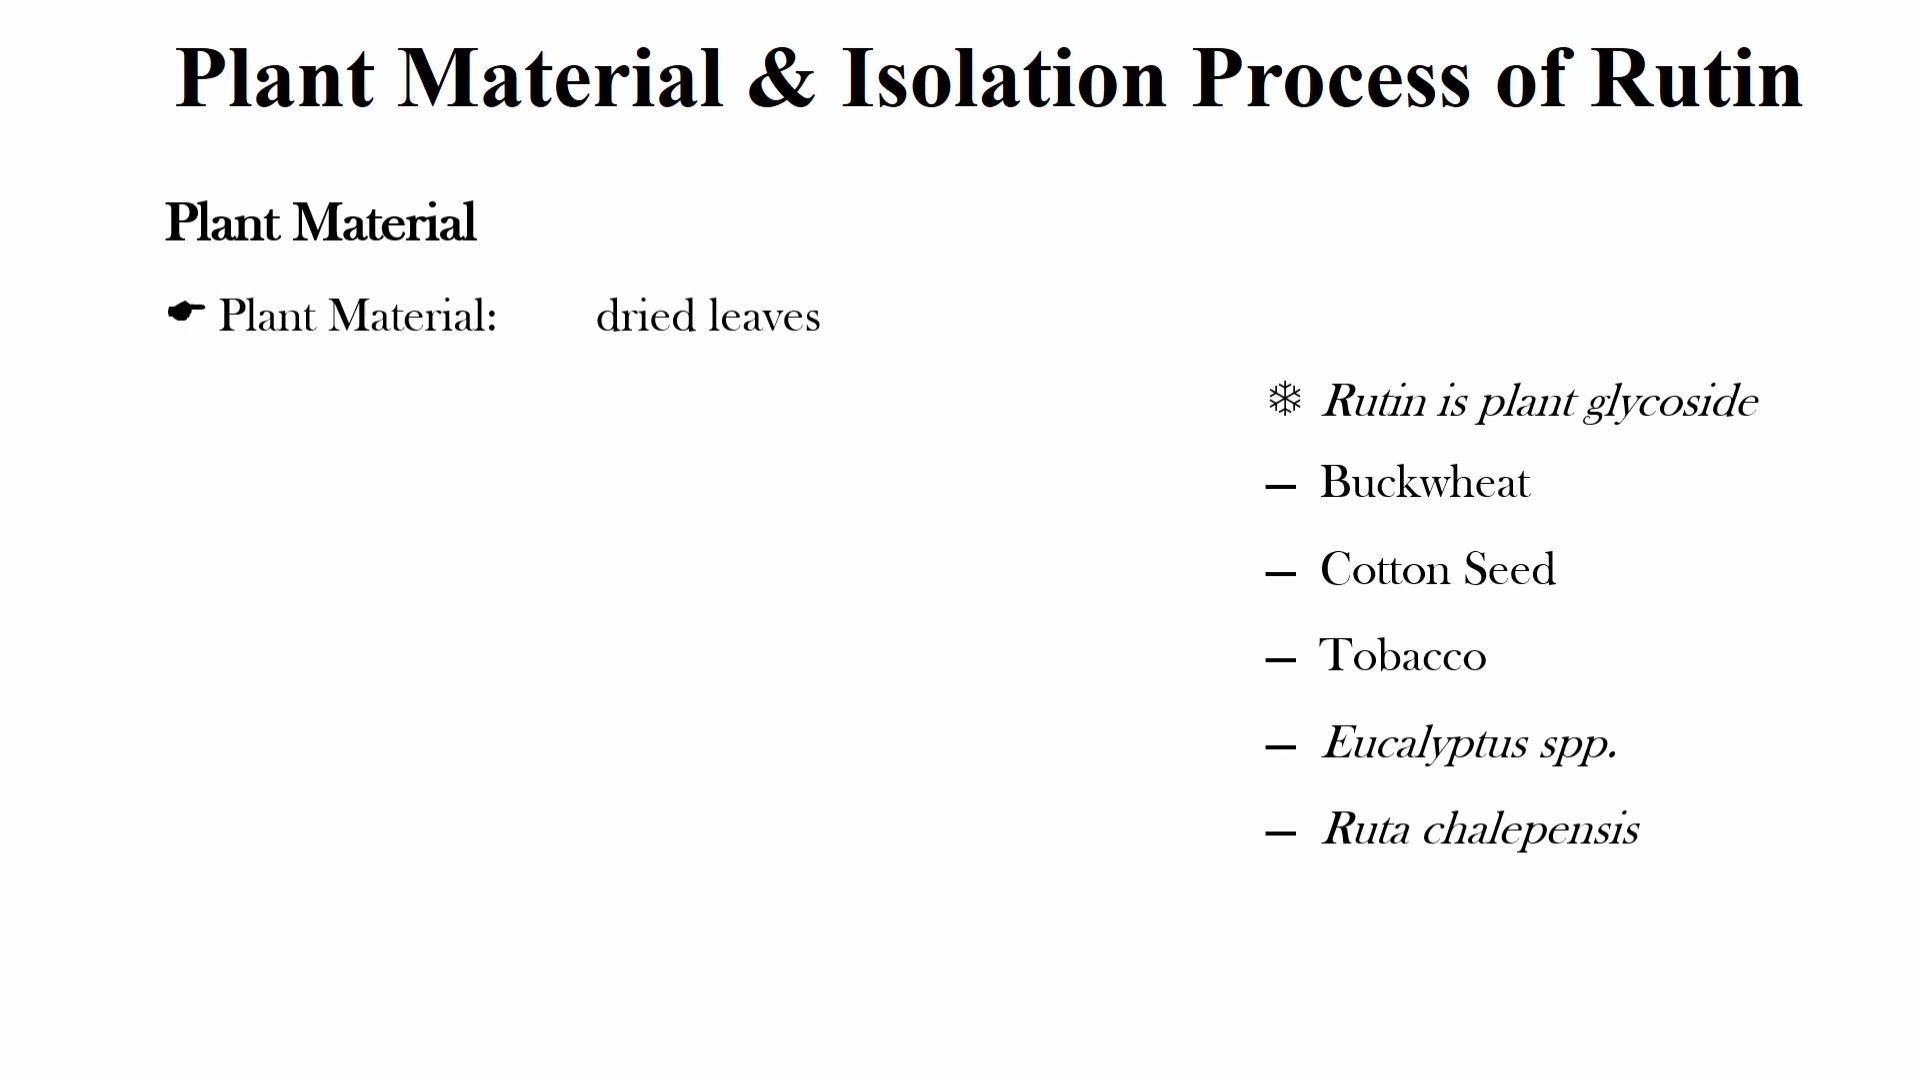 Plant Material & Isolation Process of Rutin
Plant Material
☛ Plant Material: dried leaves
❄ Rutin is plant glycoside
– Buckwheat
– Cotton Seed
– Tobacco
– Eucalyptus spp.
– Ruta chalepensis